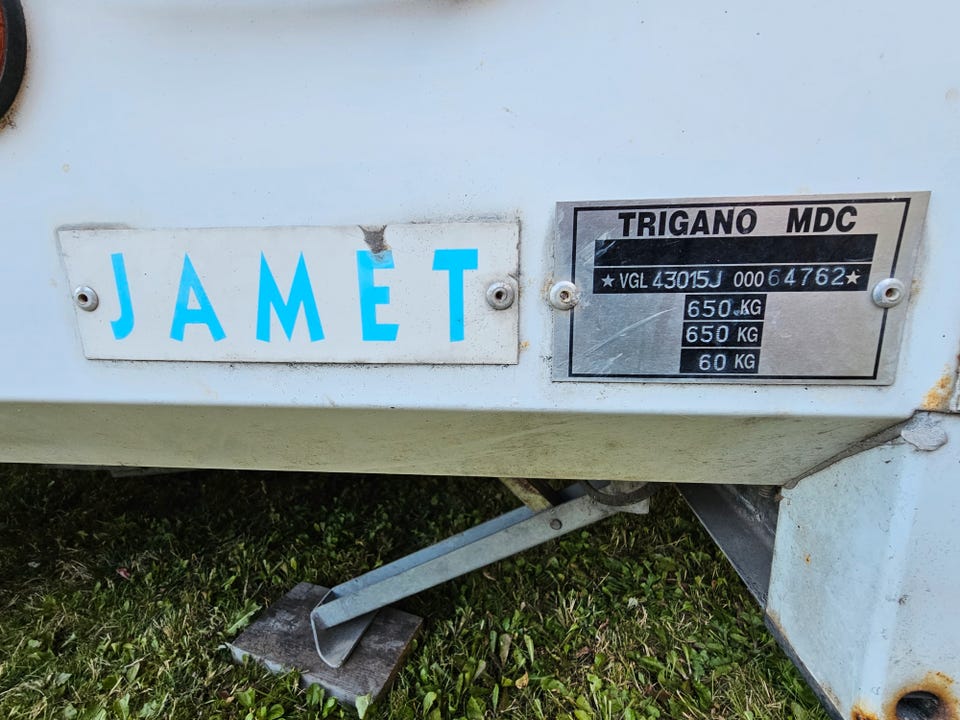 JAMET
TRIGANO MDC
★ VGL 43015J 00064762 ★
650 KG
650 KG
60 KG